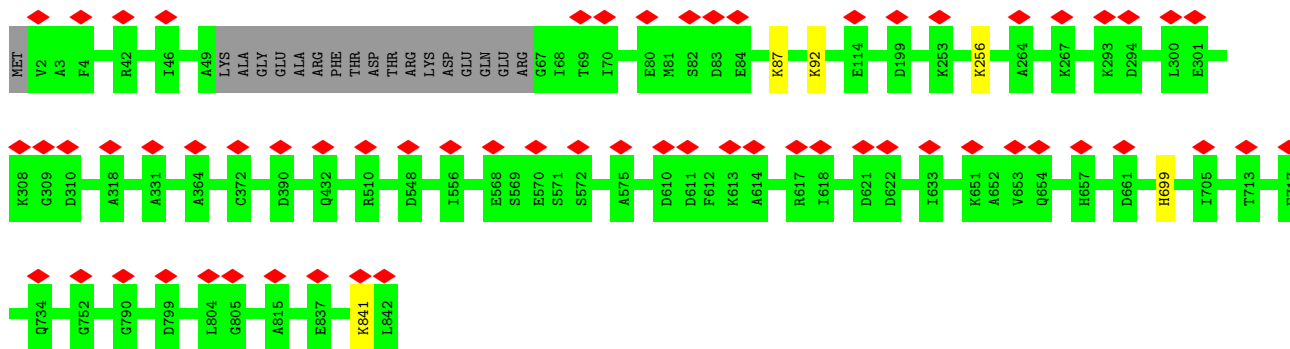 MET V2 A3 F4 R42 I46 A49 LYS ALA GLY GLU ALA ARG PHE THR ASP THR ARG LYS ASP GLU GLN GLU ARG G67 I68 T69 I70 E80 M81 S82 D83 E84 K87 K92 E114 D199 K253 K256 A264 K267 K293 D294 L300 E301
K308 G309 D310 A318 A331 A364 C372 D390 Q432 R510 D548 I556 E568 S569 E570 S571 S572 A575 D610 D611 F612 K613 A614 R617 I618 D621 D622 I633 K651 A652 V653 Q654 H657 D661 H699 I705 T713
Q734 G752 G790 D799 L804 G805 A815 E837 K841 L842